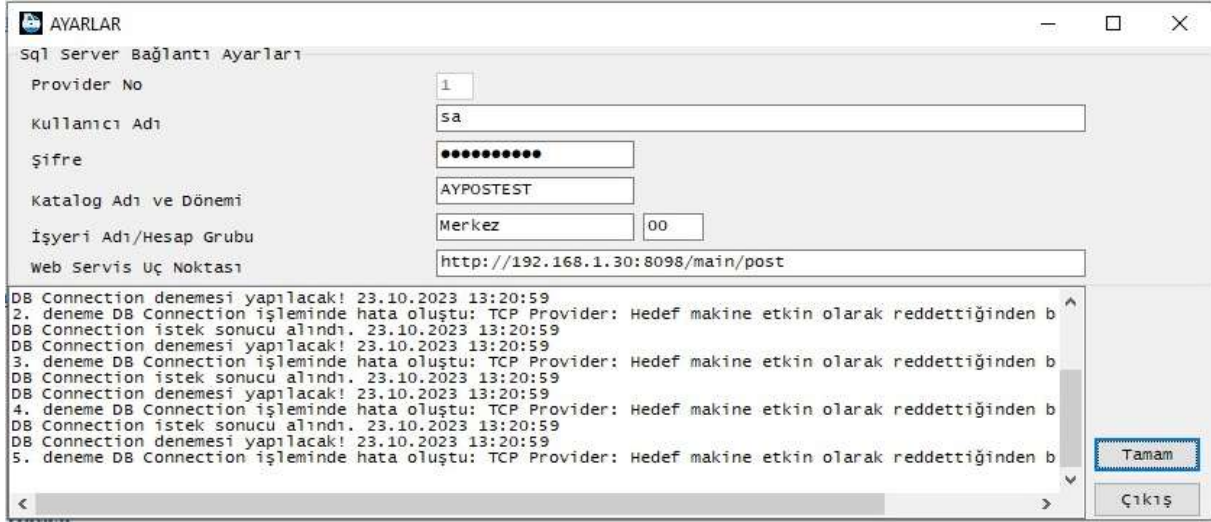 AYARLAR
Sql Server Bağlantı Ayarları
Provider No 1
Kullanıcı Adı sa
Şifre ●●●●●●●●●●
Katalog Adı ve Dönemi AYPOSTEST
İşyeri Adı/Hesap Grubu Merkez 00
Web Servis Uç Noktası http://192.168.1.30:8098/main/post
DB Connection denemesi yapılacak! 23.10.2023 13:20:59
2. deneme DB Connection işleminde hata oluştu: TCP Provider: Hedef makine etkin olarak reddettiğinden b
DB Connection istek sonucu alındı. 23.10.2023 13:20:59
DB Connection denemesi yapılacak! 23.10.2023 13:20:59
3. deneme DB Connection işleminde hata oluştu: TCP Provider: Hedef makine etkin olarak reddettiğinden b
DB Connection istek sonucu alındı. 23.10.2023 13:20:59
DB Connection denemesi yapılacak! 23.10.2023 13:20:59
4. deneme DB Connection işleminde hata oluştu: TCP Provider: Hedef makine etkin olarak reddettiğinden b
DB Connection istek sonucu alındı. 23.10.2023 13:20:59
DB Connection denemesi yapılacak! 23.10.2023 13:20:59
5. deneme DB Connection işleminde hata oluştu: TCP Provider: Hedef makine etkin olarak reddettiğinden b
Tamam
Çıkış